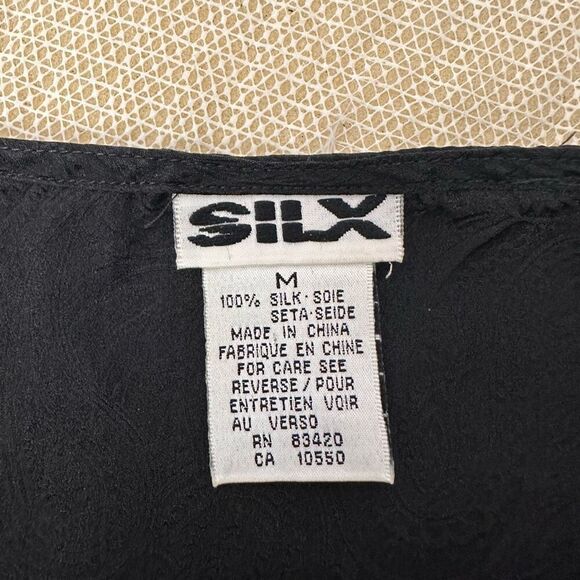 SILX
M
100% SILK·SOIE
SETA·SEIDE
MADE IN CHINA
FABRIQUE EN CHINE
FOR CARE SEE
REVERSE / POUR
ENTRETIEN VOIR
AU VERSO
RN 83420
CA 10550